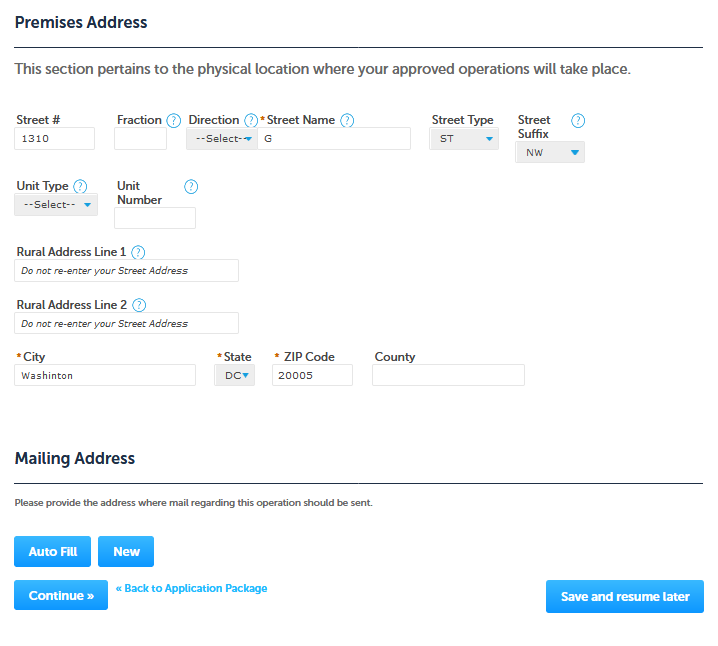 Premises Address
This section pertains to the physical location where your approved operations will take place.
Street # Fraction ? Direction ? * Street Name ? Street Type Street Suffix ?
1310 --Select-- G ST NW
Unit Type ? Unit Number ?
--Select--
Rural Address Line 1 ?
Do not re-enter your Street Address
Rural Address Line 2 ?
Do not re-enter your Street Address
* City * State * ZIP Code County
Washinton DC 20005
Mailing Address
Please provide the address where mail regarding this operation should be sent.
Auto Fill New
Continue » « Back to Application Package Save and resume later